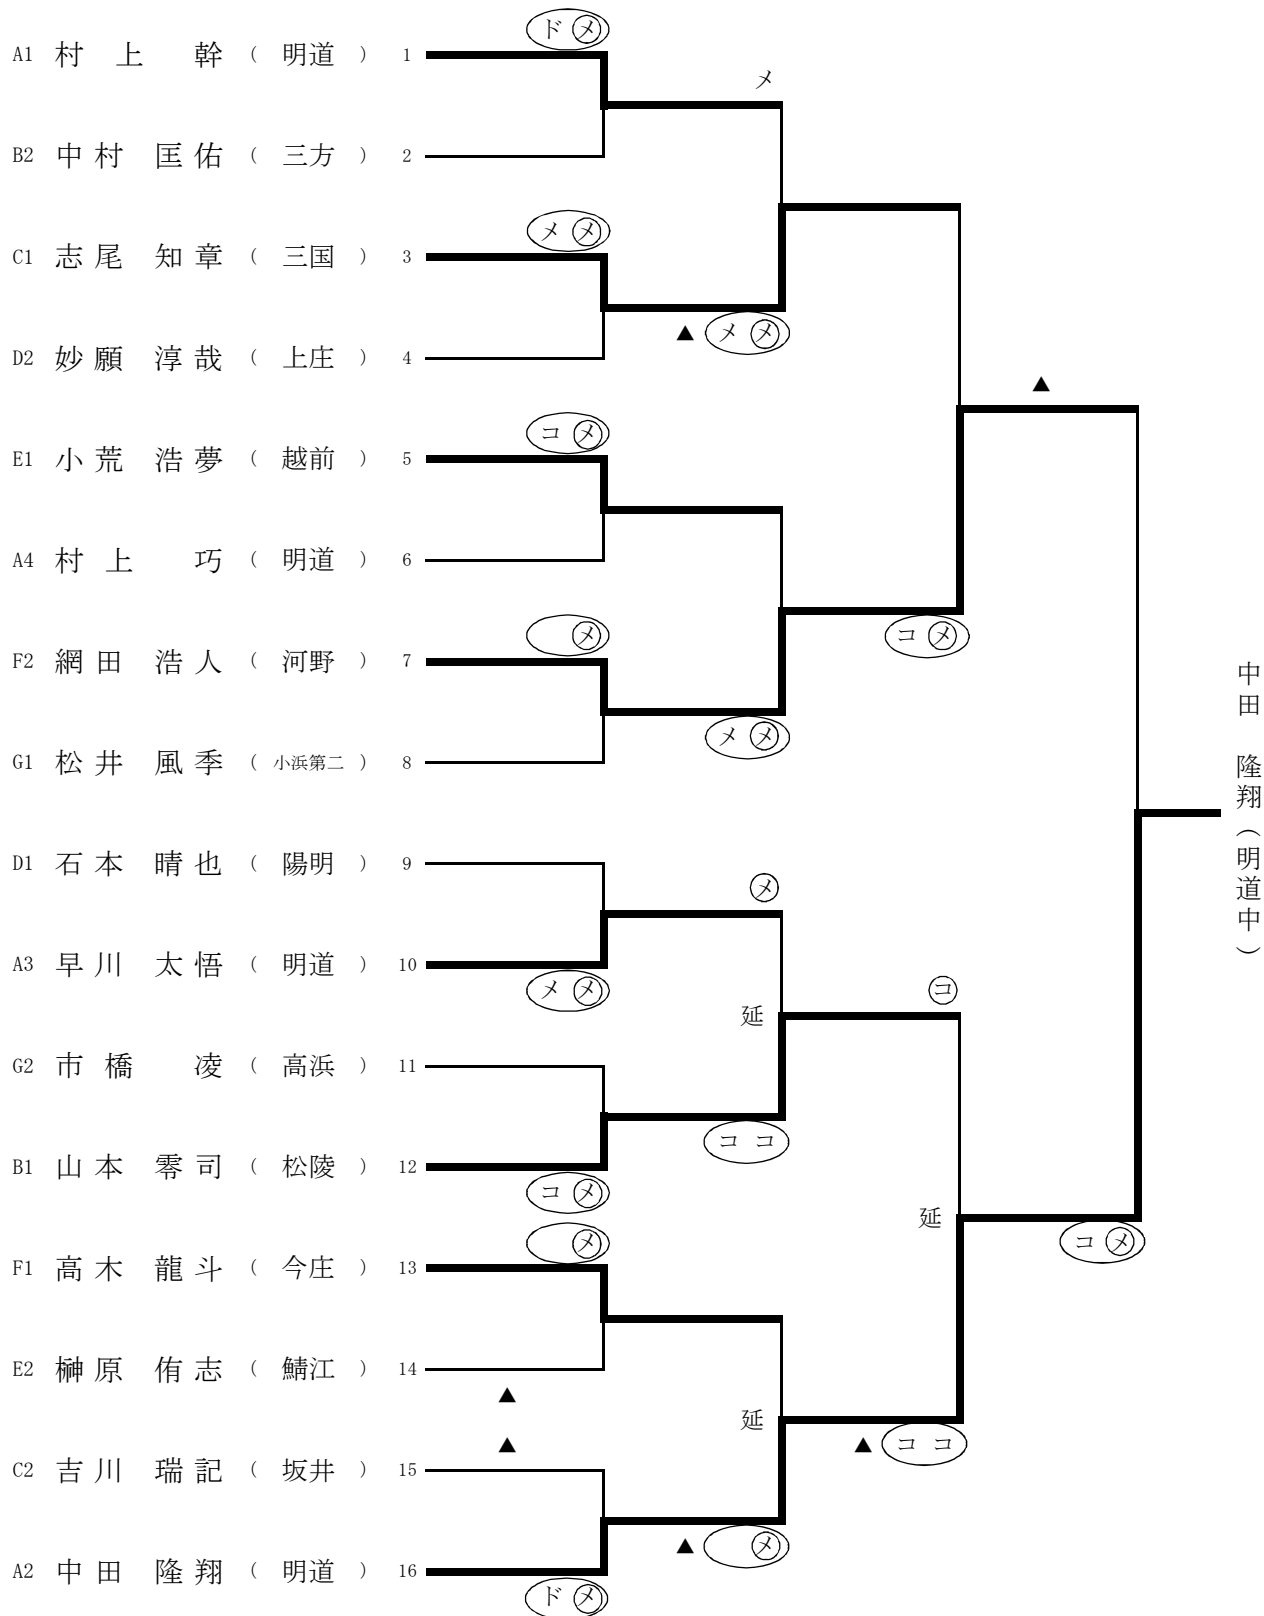 ド メ
A1 村上 幹 ( 明道 ) 1
メ
B2 中村 匡佑 ( 三方 ) 2
メ メ
C1 志尾 知章 ( 三国 ) 3
▲ メ メ
D2 妙願 淳哉 ( 上庄 ) 4
▲
コ メ
E1 小荒 浩夢 ( 越前 ) 5
A4 村上 巧 ( 明道 ) 6
メ
コ メ
F2 網田 浩人 ( 河野 ) 7
メ メ
G1 松井 風季 ( 小浜第二 ) 8
中田 隆翔(明道中)
D1 石本 晴也 ( 陽明 ) 9
メ
A3 早川 太悟 ( 明道 ) 10
メ メ
コ
延
G2 市橋 凌 ( 高浜 ) 11
ココ
B1 山本 零司 ( 松陵 ) 12
コ メ
延
メ
コ メ
F1 高木 龍斗 ( 今庄 ) 13
E2 榊原 侑志 ( 鯖江 ) 14
▲
延
▲
▲ ココ
C2 吉川 瑞記 ( 坂井 ) 15
▲ メ
A2 中田 隆翔 ( 明道 ) 16
ド メ